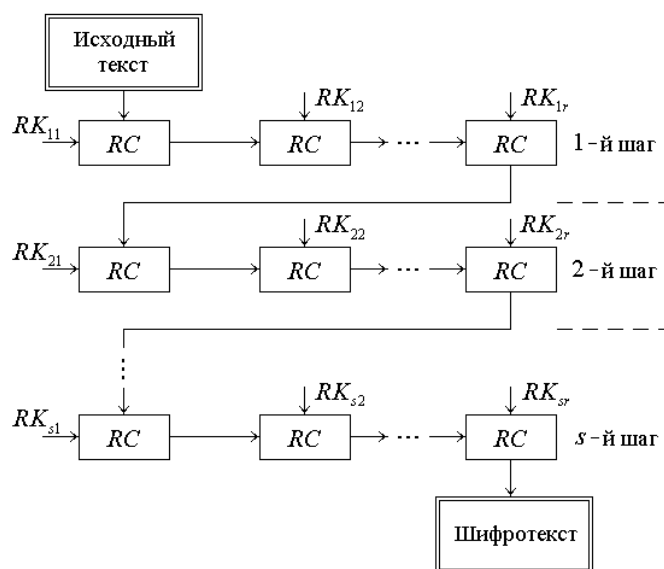 Исходный
текст
RK₁₂
RK₁ᵣ
RK₁₁
RC RC ... RC 1-й шаг
RK₂₂
RK₂ᵣ
RK₂₁
RC RC ... RC 2-й шаг
...
RKₛ₂
RKₛᵣ
RKₛ₁
RC RC ... RC s-й шаг
Шифротекст